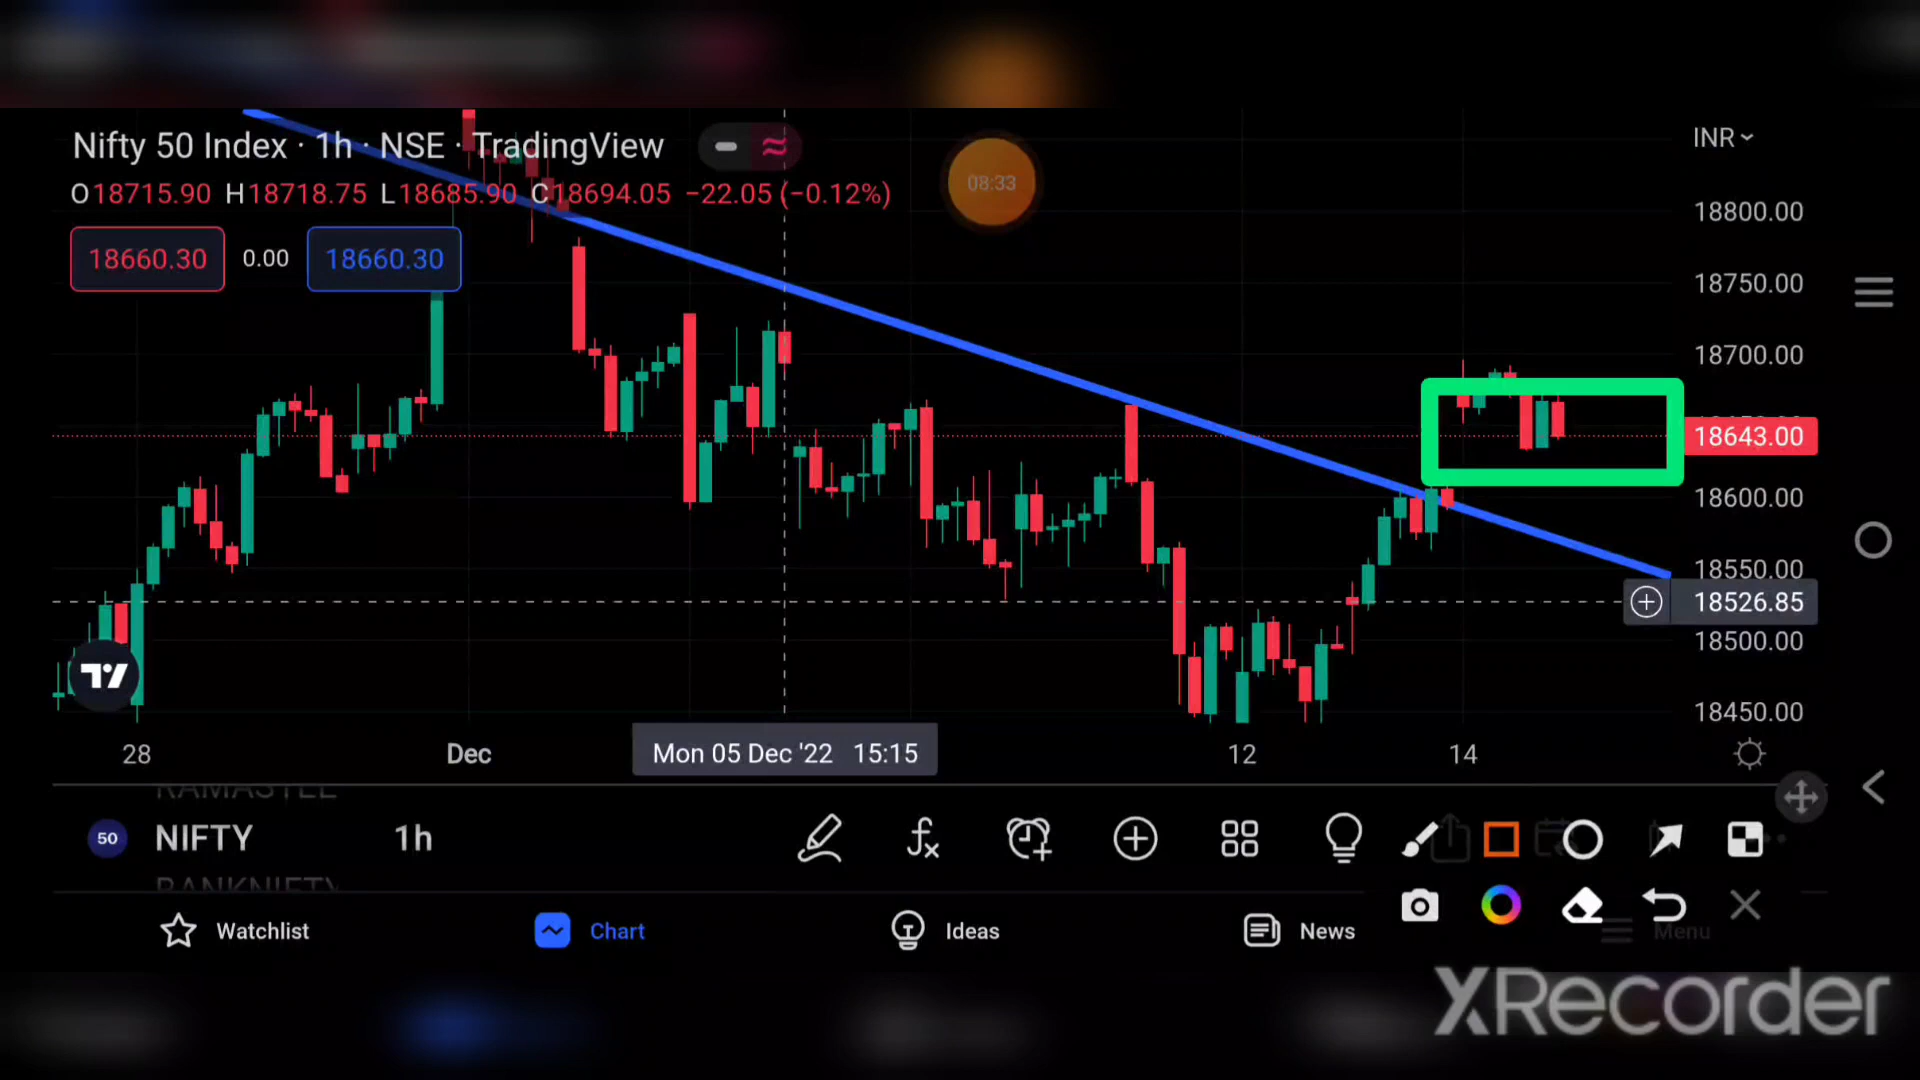 Nifty 50 Index · 1h · NSE · TradingView
INR
O18715.90 H18718.75 L18685.90 C18694.05 −22.05 (−0.12%)
08:33
18660.30 0.00 18660.30
18800.00
18750.00
18700.00
18643.00
18600.00
18550.00
18526.85
18500.00
18450.00
28 Dec Mon 05 Dec '22 15:15 12 14
50 NIFTY 1h
BANKNIFTY
Watchlist Chart Ideas News Menu
XRecorder